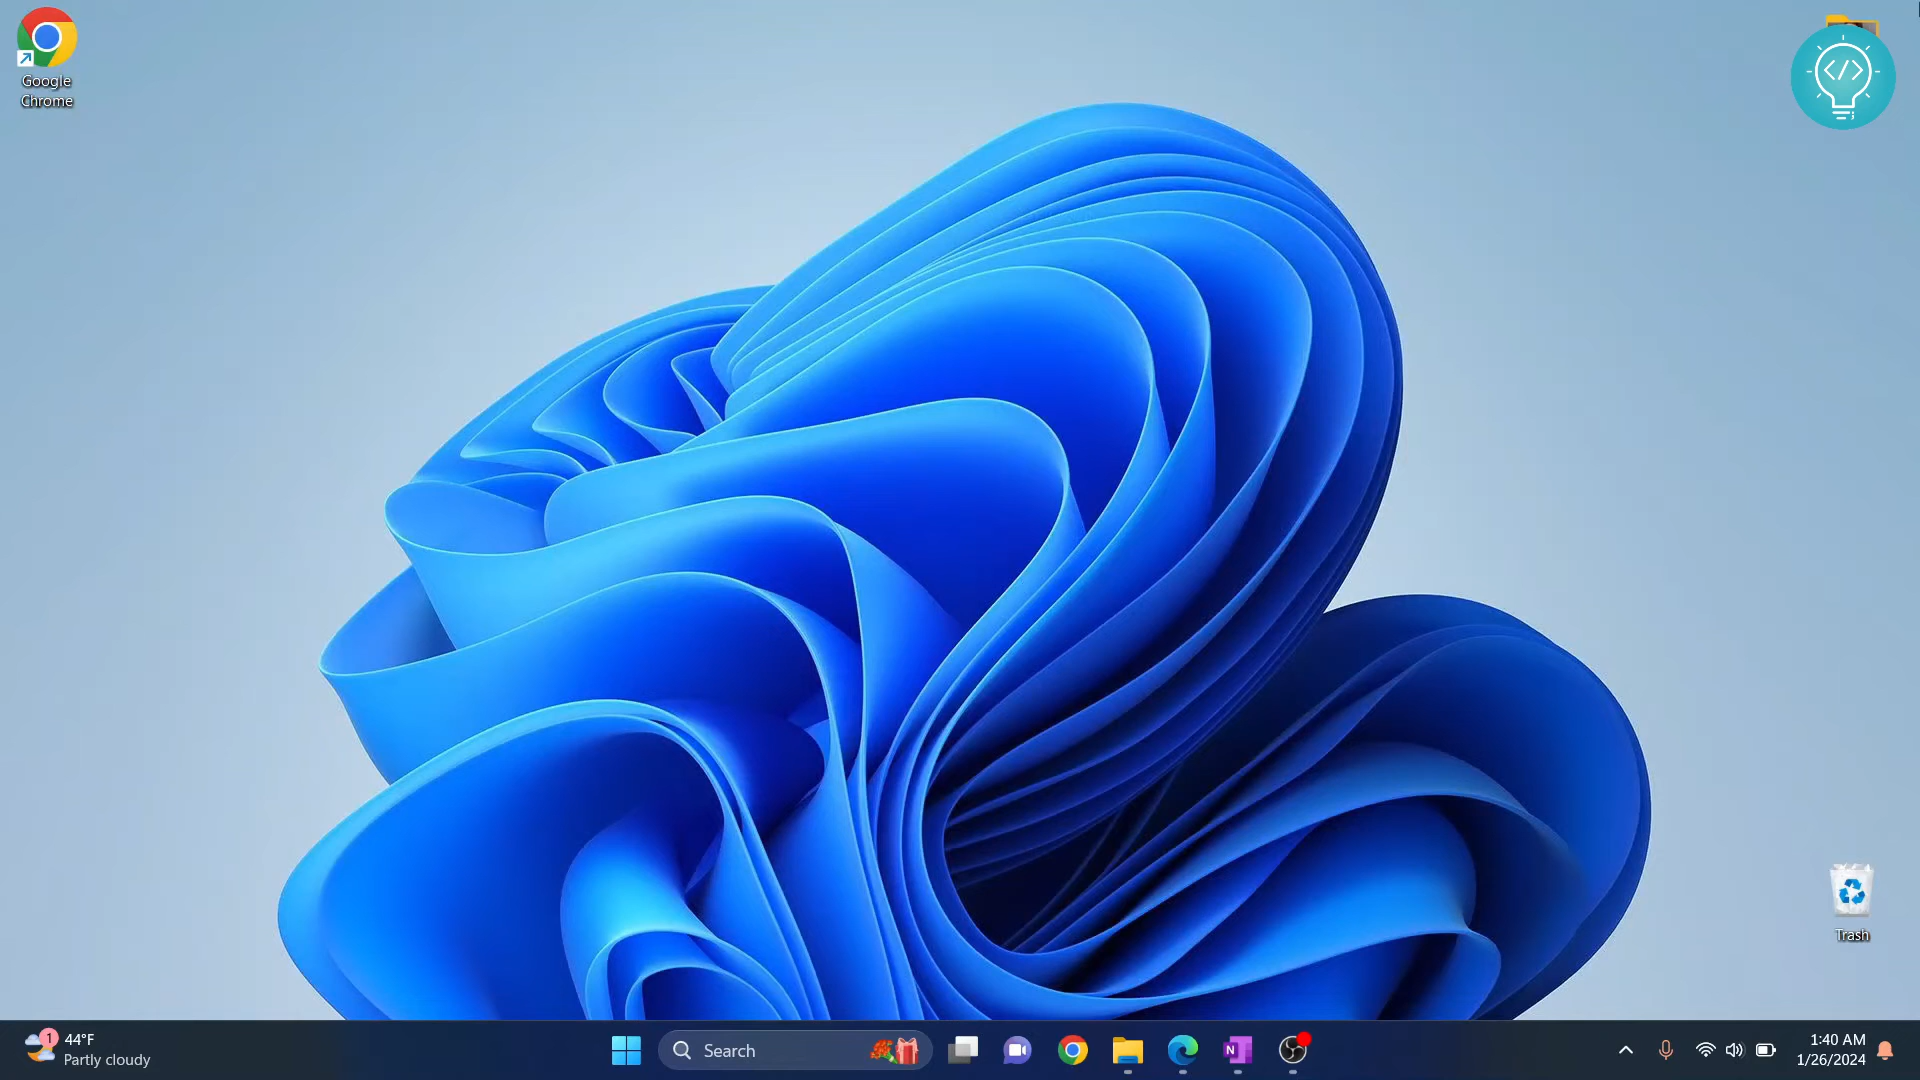 Google
Chrome
</>
Trash
1
44°F
Partly cloudy
Search
N
1:40 AM
1/26/2024